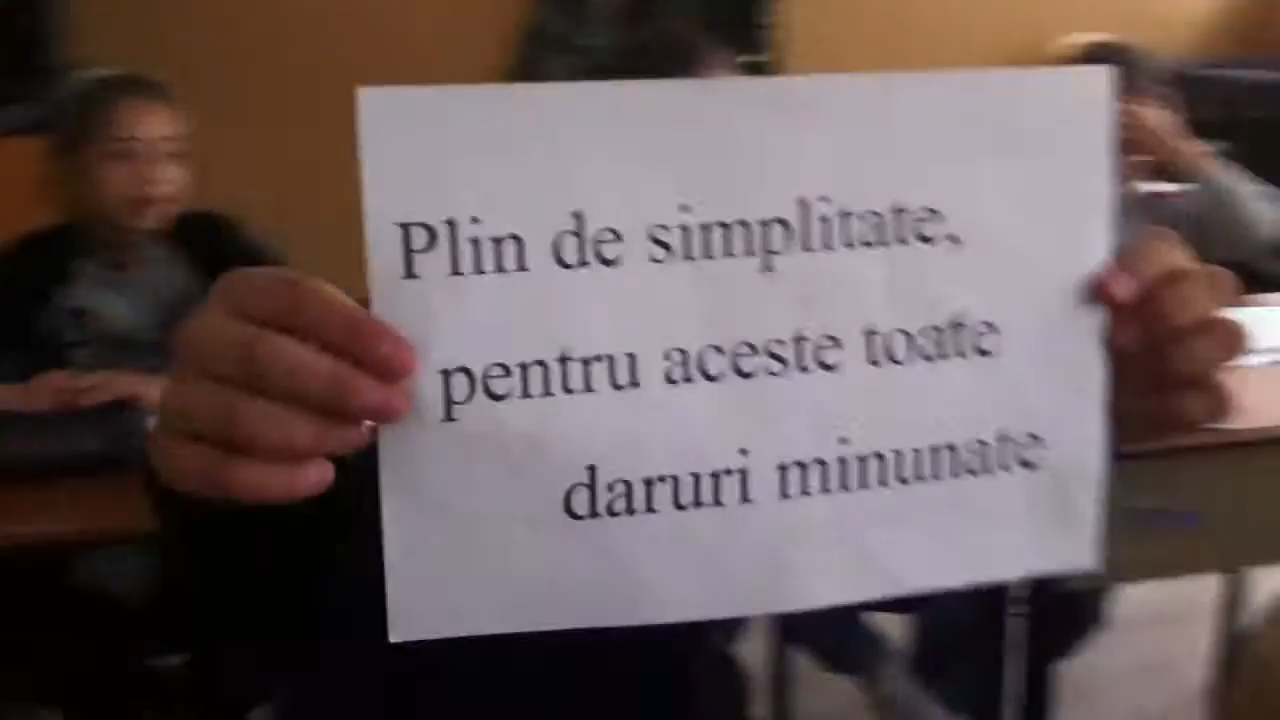 Plin de simplitate,
pentru aceste toate
daruri minunate